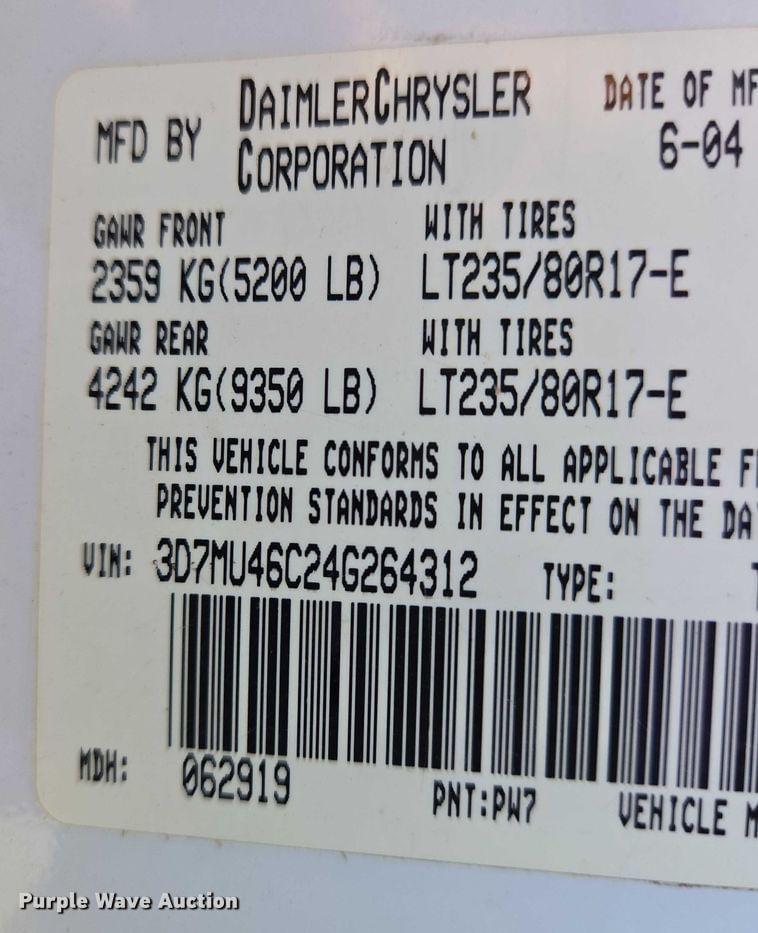 MFD BY DAIMLERCHRYSLER CORPORATION DATE OF
6-04
GAWR FRONT WITH TIRES
2359 KG(5200 LB) LT235/80R17-E
GAWR REAR WITH TIRES
4242 KG(9350 LB) LT235/80R17-E
THIS VEHICLE CONFORMS TO ALL APPLICABLE
PREVENTION STANDARDS IN EFFECT ON THE
VIN: 3D7MU46C24G264312 TYPE:
MDH: 062919 PNT:PW7 VEHICLE
Purple Wave Auction